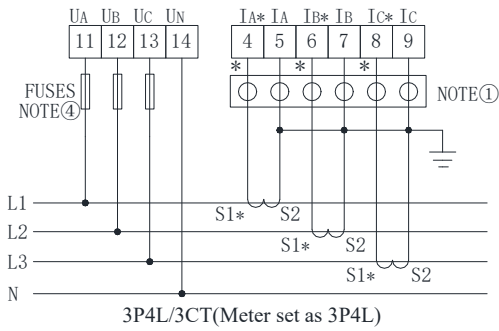 UA UB UC UN IA* IA IB* IB IC* IC
11 12 13 14 4 5 6 7 8 9
* * *
FUSES
NOTE④
NOTE①
L1
S1* S2
L2
S1* S2
L3
S1* S2
N
3P4L/3CT(Meter set as 3P4L)